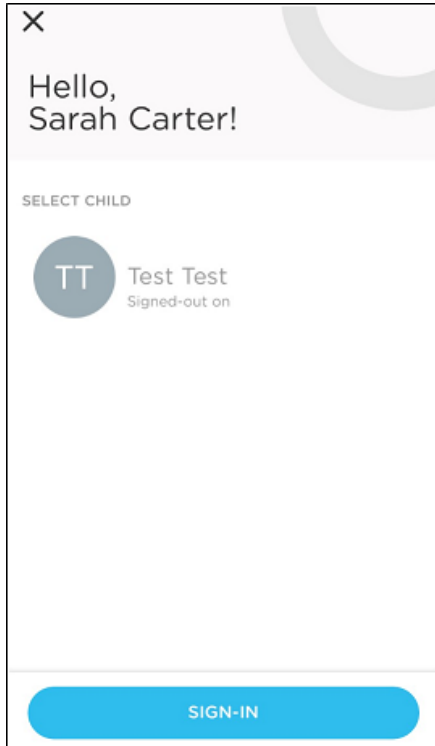 Hello,
Sarah Carter!
SELECT CHILD
TT
Test Test
Signed-out on
SIGN-IN